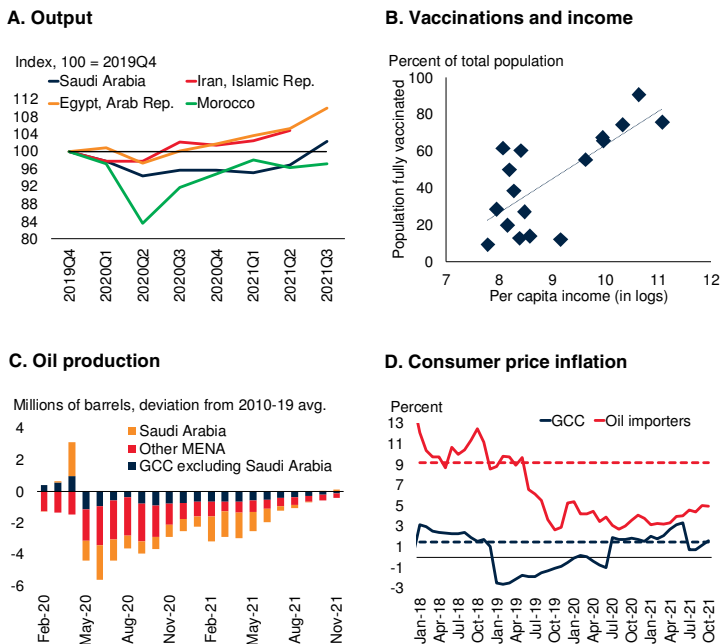 A. Output
Index, 100 = 2019Q4
Saudi Arabia
Iran, Islamic Rep.
Egypt, Arab Rep.
Morocco
112
108
104
100
96
92
88
84
80
2019Q4
2020Q1
2020Q2
2020Q3
2020Q4
2021Q1
2021Q2
2021Q3
B. Vaccinations and income
Percent of total population
Population fully vaccinated
100
80
60
40
20
0
7
8
9
10
11
12
Per capita income (in logs)
C. Oil production
Millions of barrels, deviation from 2010-19 avg.
Saudi Arabia
Other MENA
GCC excluding Saudi Arabia
4
2
0
-2
-4
-6
Feb-20
May-20
Aug-20
Nov-20
Feb-21
May-21
Aug-21
Nov-21
D. Consumer price inflation
Percent
GCC
Oil importers
13
11
9
7
5
3
1
-1
-3
Jan-18
Apr-18
Jul-18
Oct-18
Jan-19
Apr-19
Jul-19
Oct-19
Jan-20
Apr-20
Jul-20
Oct-20
Jan-21
Apr-21
Jul-21
Oct-21